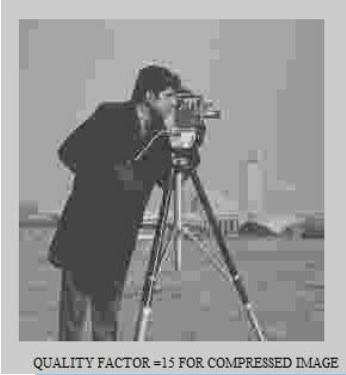 QUALITY FACTOR =15 FOR COMPRESSED IMAGE